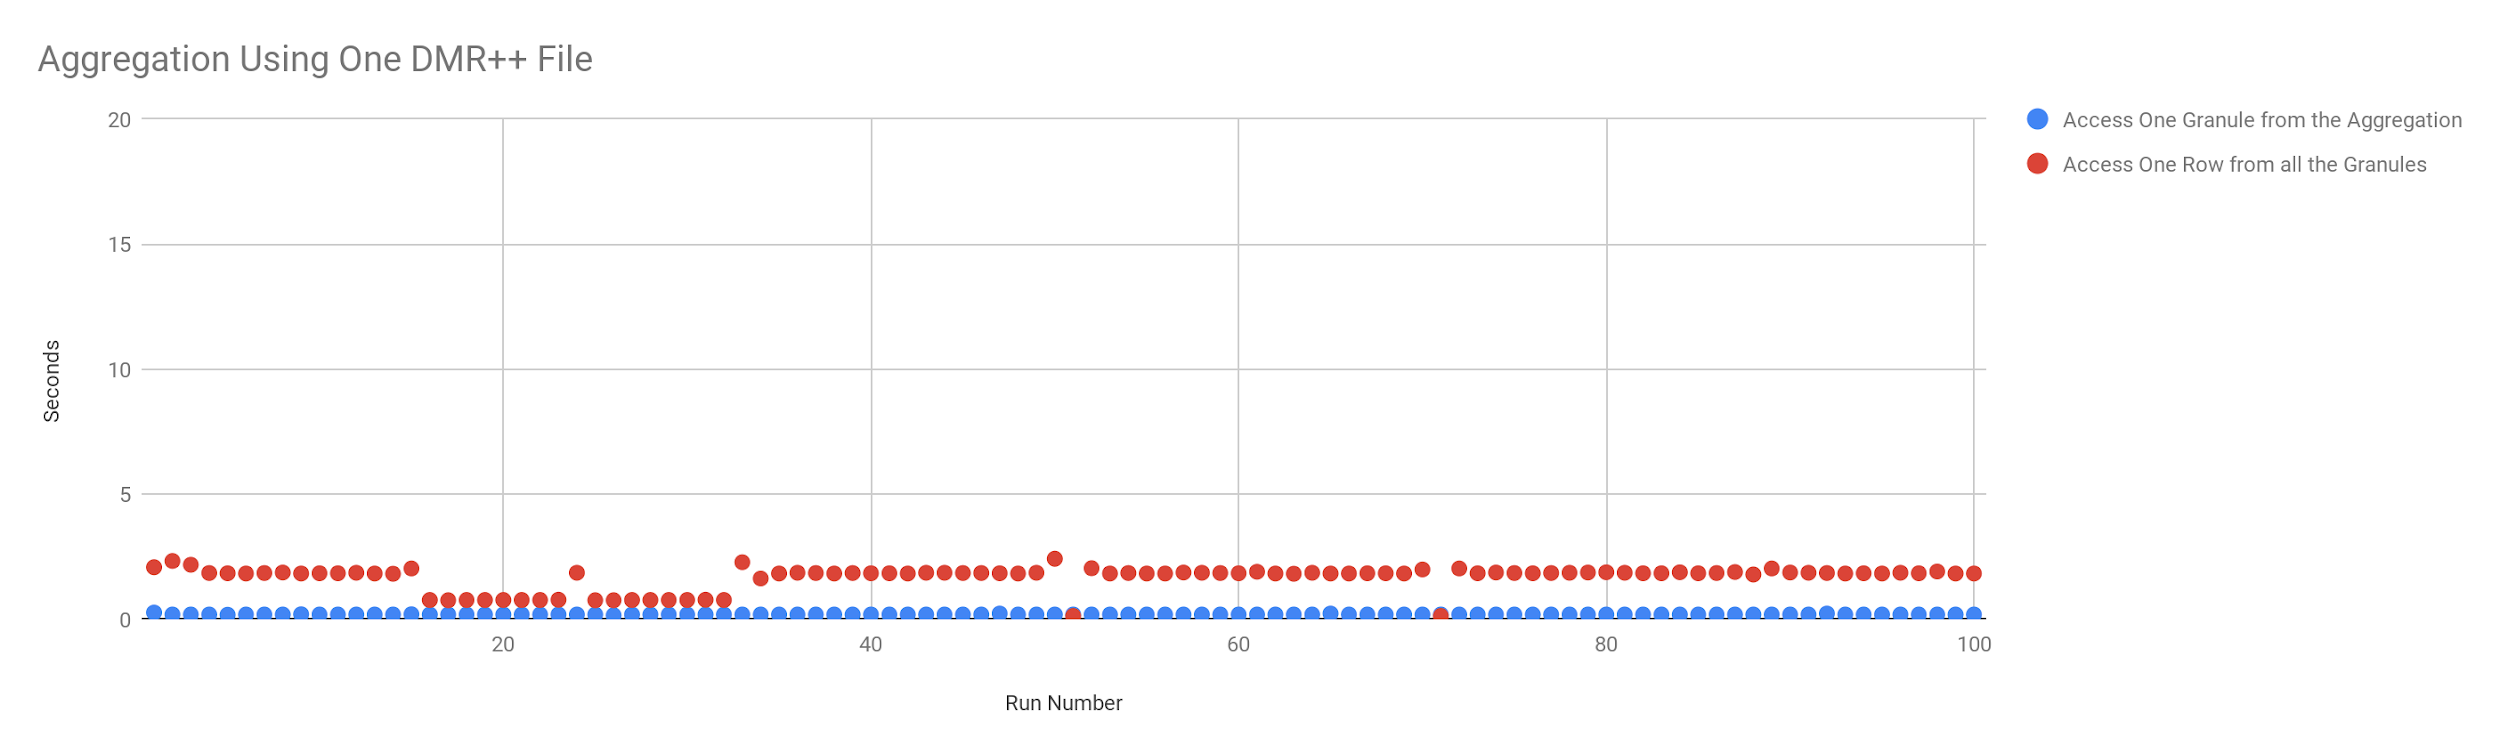 Aggregation Using One DMR++ File
Access One Granule from the Aggregation
Access One Row from all the Granules
Seconds
20
15
10
5
0
20 40 60 80 100
Run Number